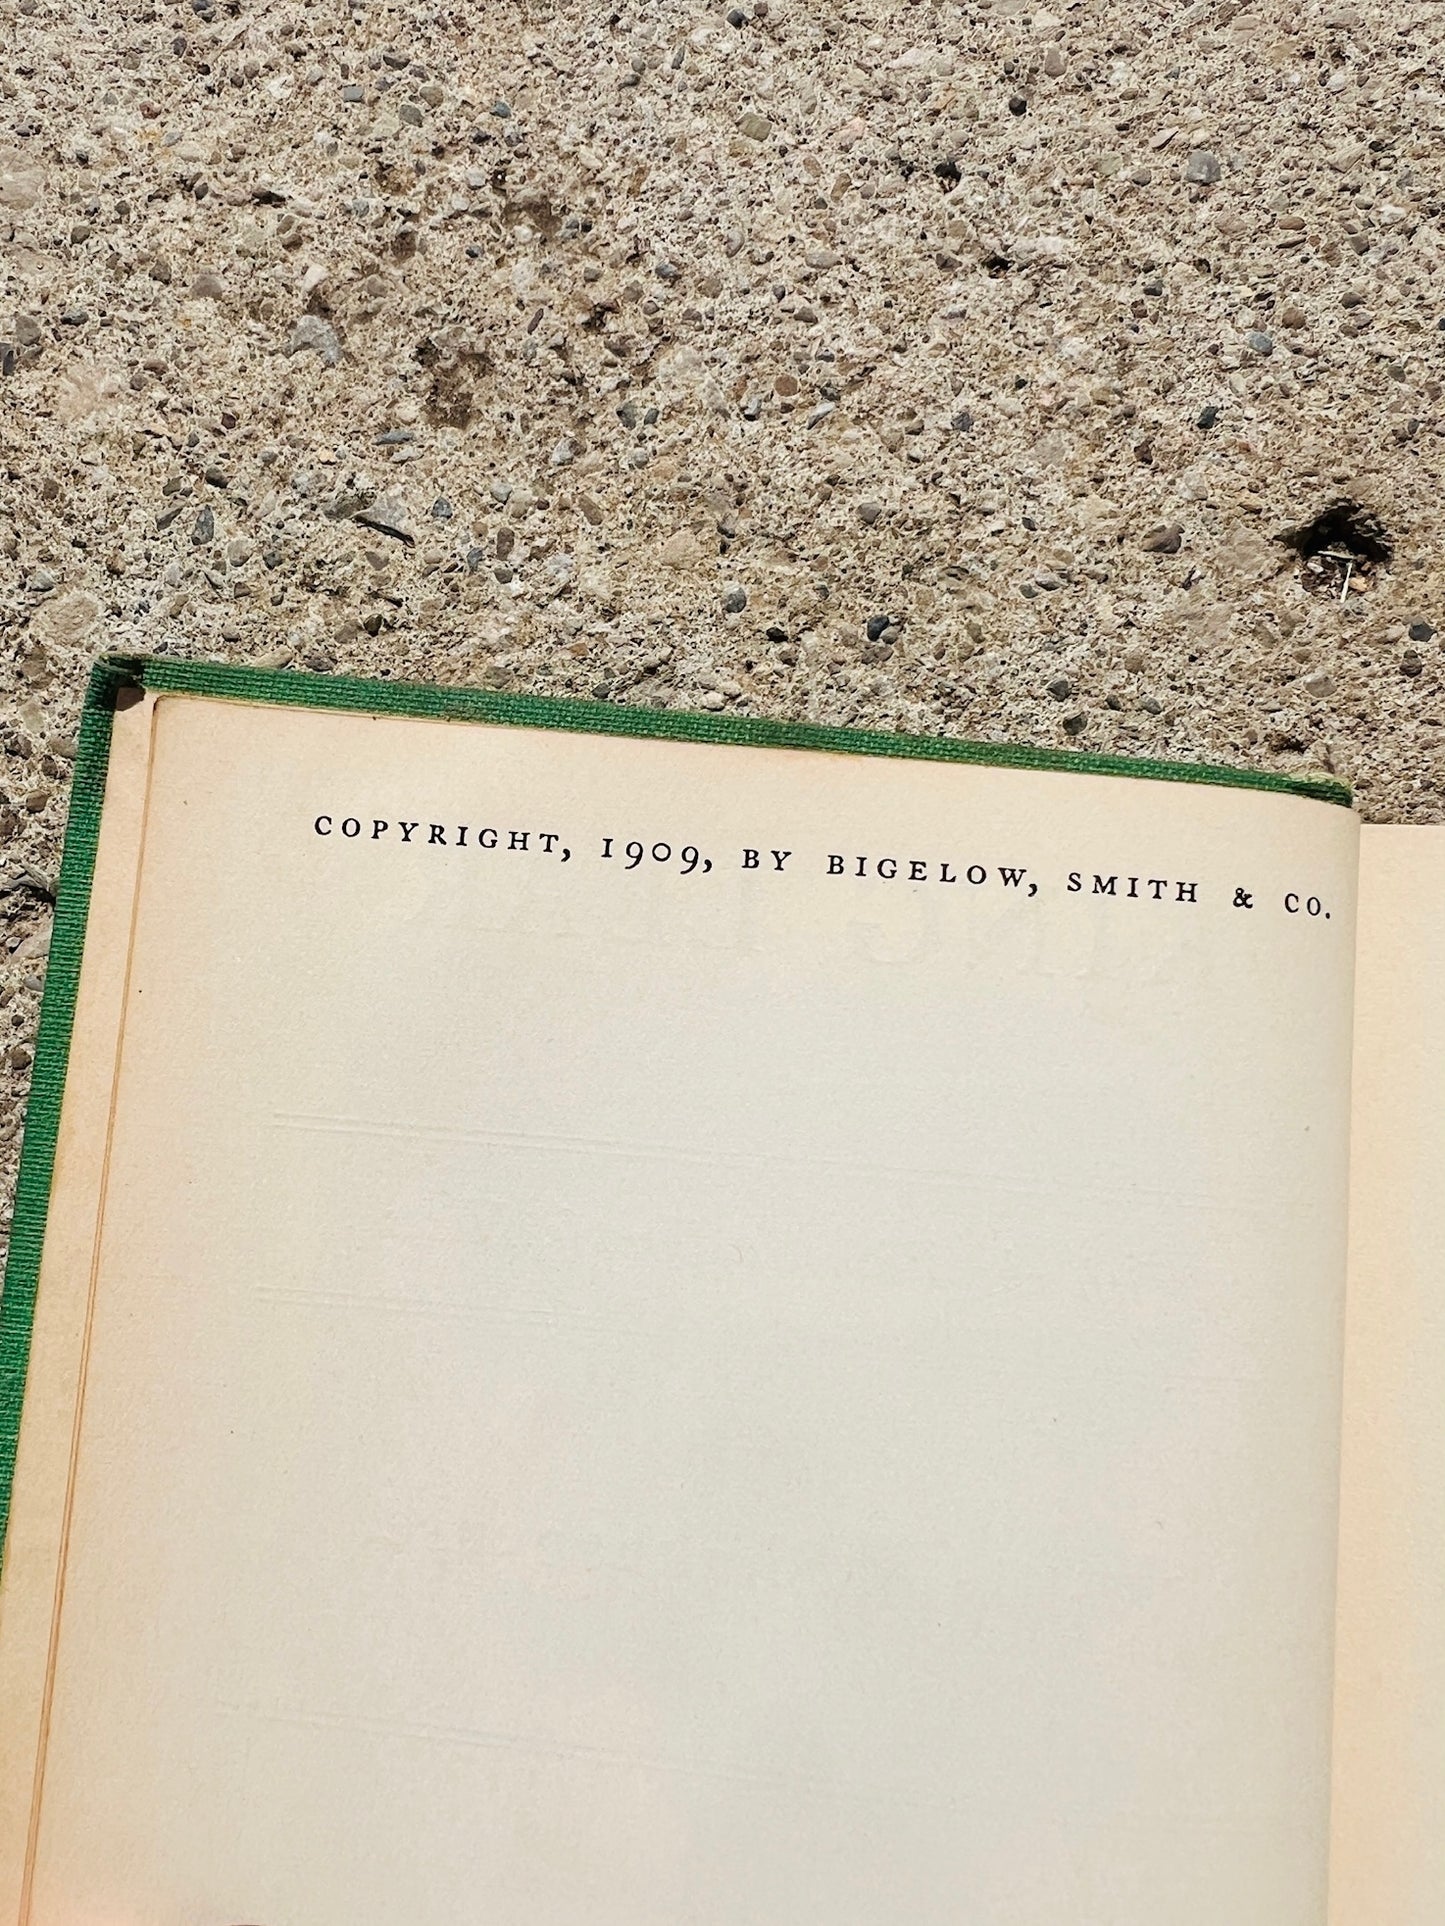 COPYRIGHT, 1909, BY BIGELOW, SMITH & CO.